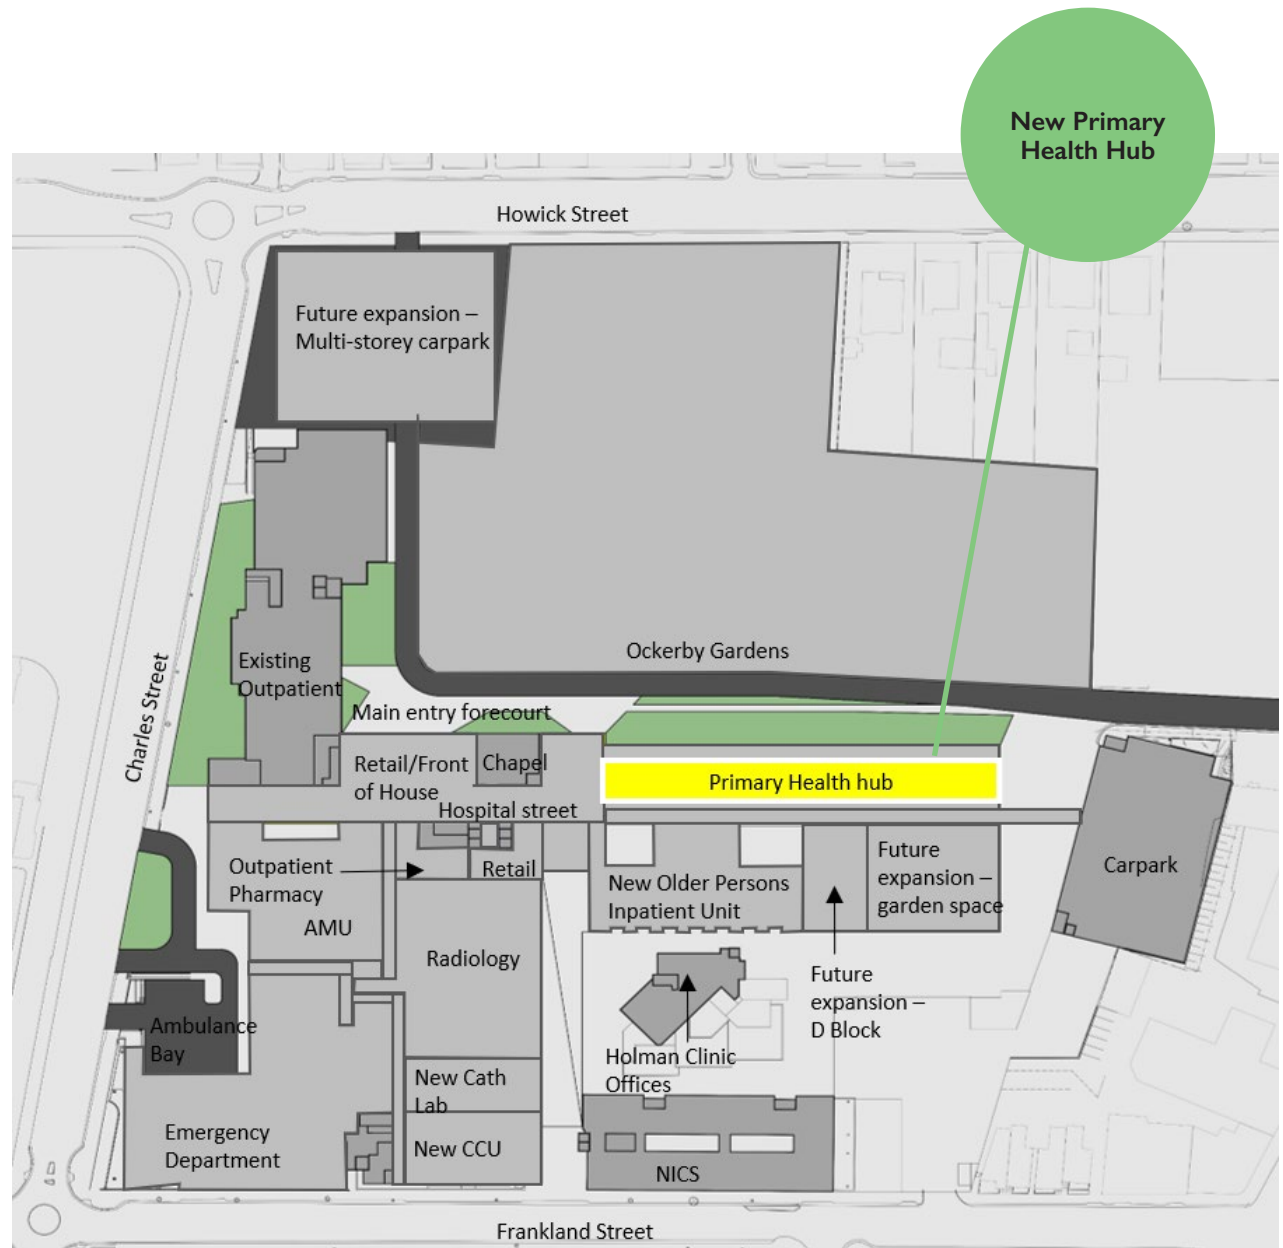 New Primary
Health Hub
Howick Street
Future expansion –
Multi-storey carpark
Ockerby Gardens
Existing
Outpatient
Charles Street
Main entry forecourt
Retail/Front
of House
Chapel
Primary Health hub
Hospital street
Outpatient
Pharmacy
Retail
AMU
New Older Persons
Inpatient Unit
Future
expansion –
garden space
Carpark
Radiology
Future
expansion –
D Block
Ambulance
Bay
Holman Clinic
Offices
New Cath
Lab
Emergency
Department
New CCU
NICS
Frankland Street